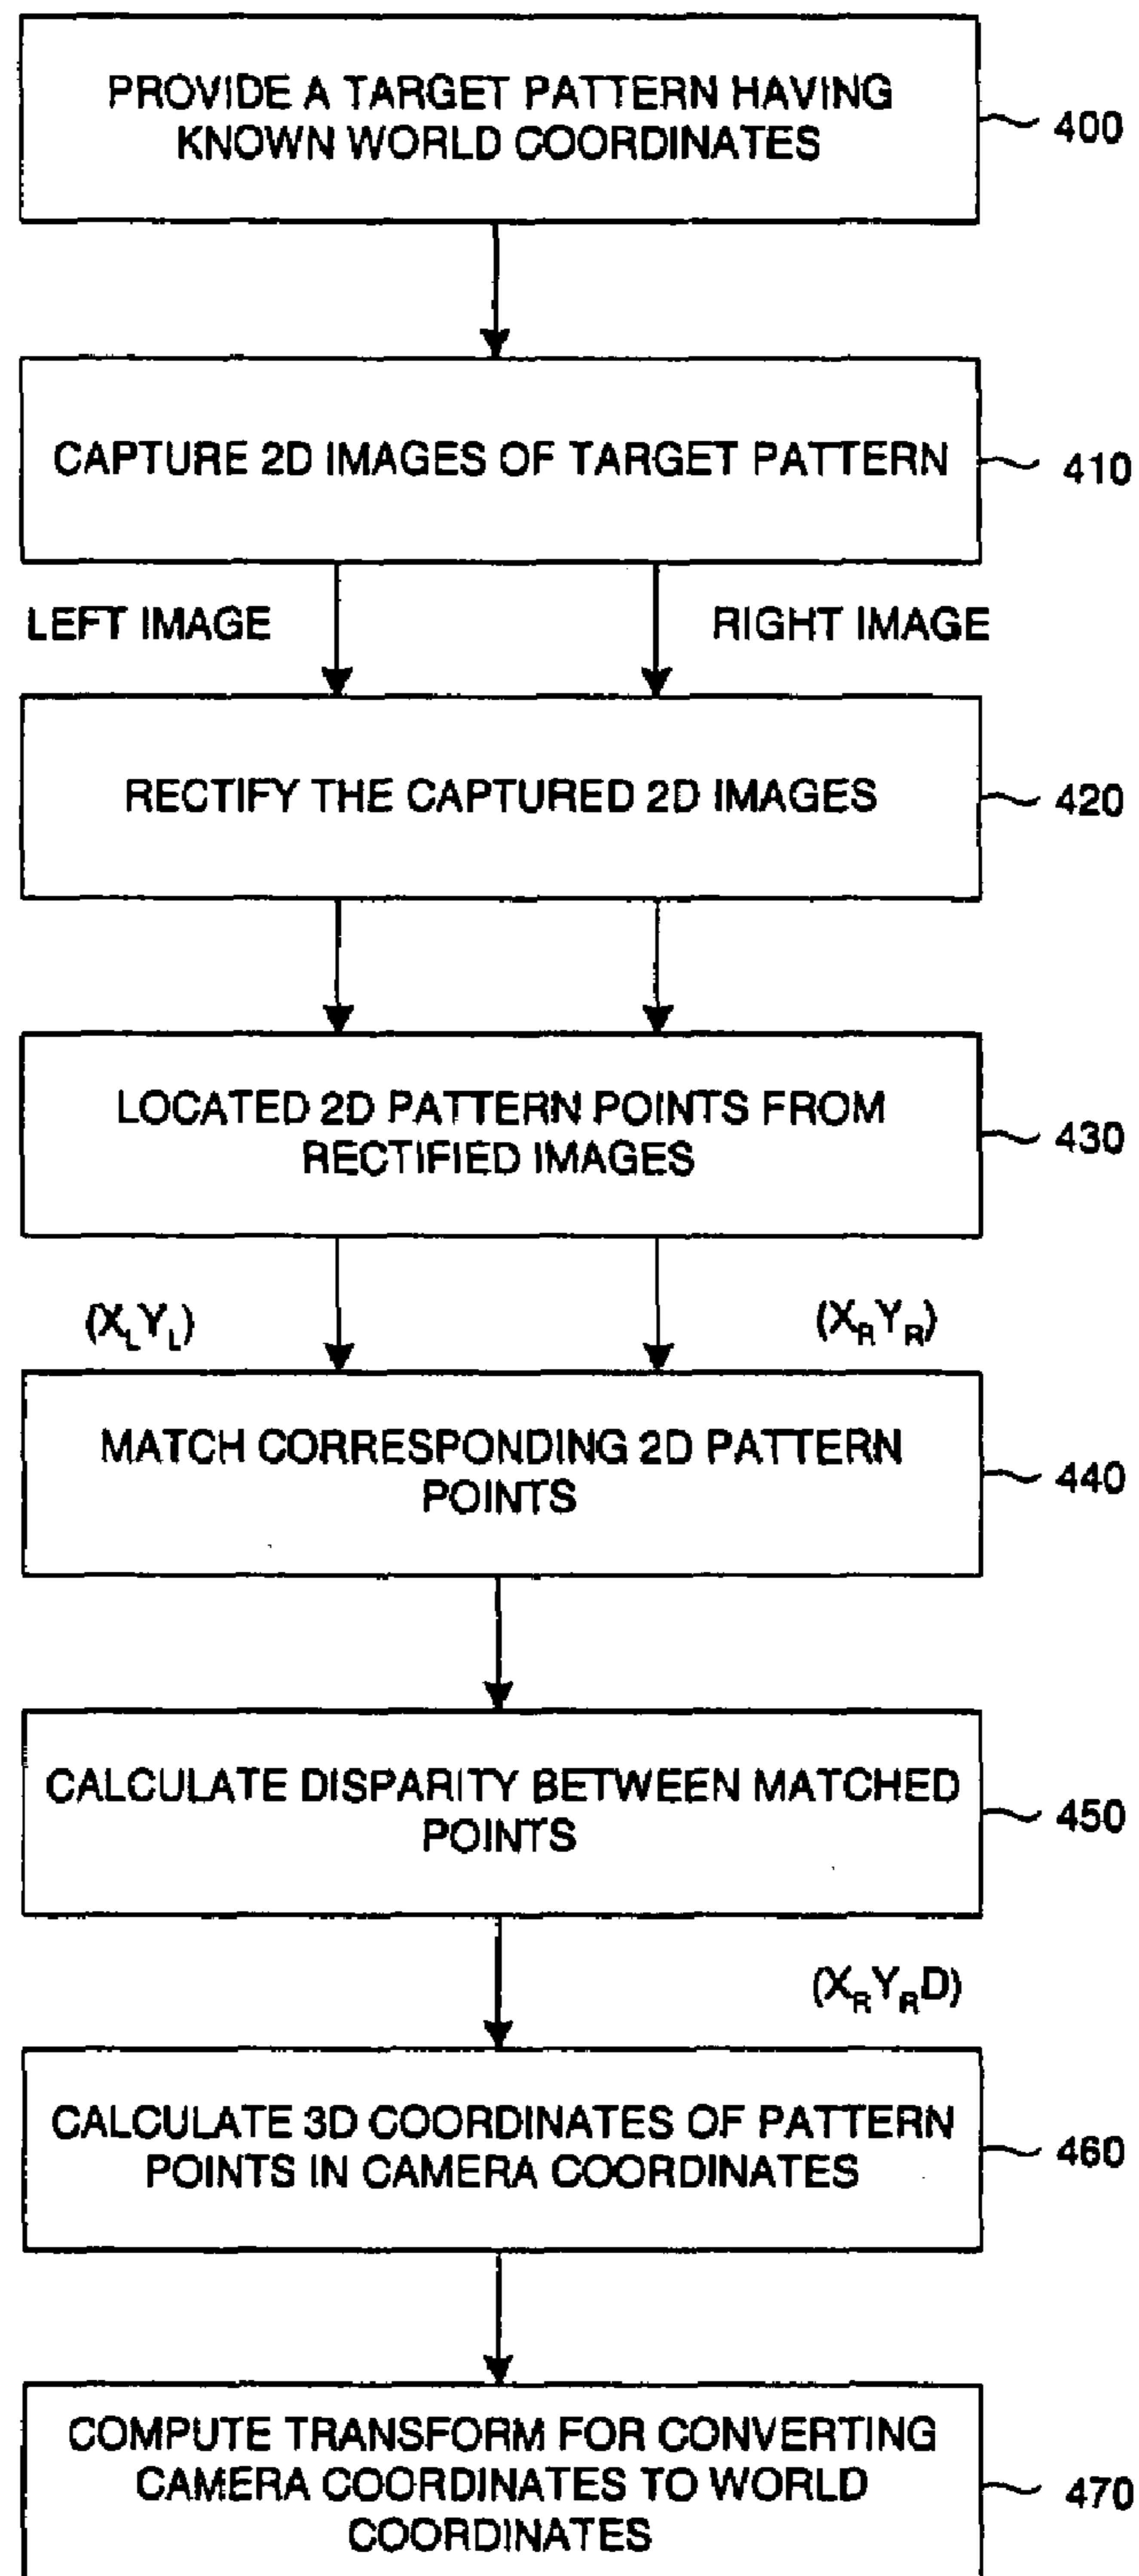 PROVIDE A TARGET PATTERN HAVING
KNOWN WORLD COORDINATES
400
CAPTURE 2D IMAGES OF TARGET PATTERN
410
LEFT IMAGE
RIGHT IMAGE
RECTIFY THE CAPTURED 2D IMAGES
420
LOCATED 2D PATTERN POINTS FROM
RECTIFIED IMAGES
430
(XLYL)
(XRYR)
MATCH CORRESPONDING 2D PATTERN
POINTS
440
CALCULATE DISPARITY BETWEEN MATCHED
POINTS
450
(XRYRD)
CALCULATE 3D COORDINATES OF PATTERN
POINTS IN CAMERA COORDINATES
460
COMPUTE TRANSFORM FOR CONVERTING
CAMERA COORDINATES TO WORLD
COORDINATES
470